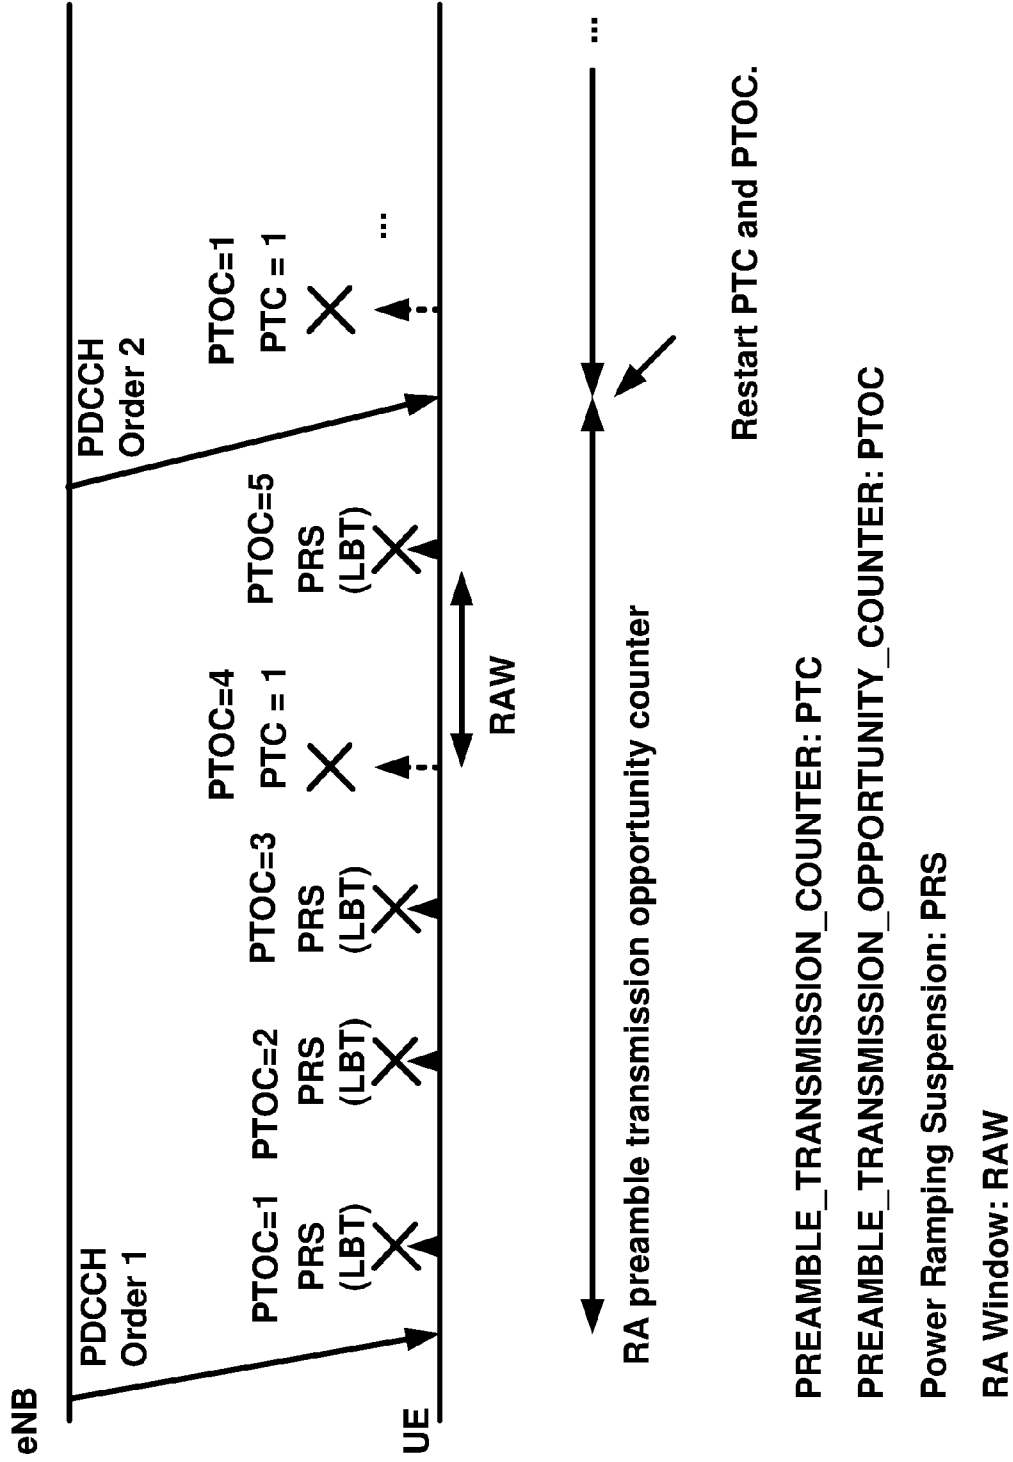 eNB
PDCCH
Order 1
PDCCH
Order 2
PTOC=1
PRS
(LBT)
PTOC=2
PRS
(LBT)
PTOC=3
PRS
(LBT)
PTOC=4
PTC = 1
PTOC=5
PRS
(LBT)
PTOC=1
PTC = 1
...
UE
RAW
...
RA preamble transmission opportunity counter
Restart PTC and PTOC.
PREAMBLE_TRANSMISSION_COUNTER: PTC
PREAMBLE_TRANSMISSION_OPPORTUNITY_COUNTER: PTOC
Power Ramping Suspension: PRS
RA Window: RAW